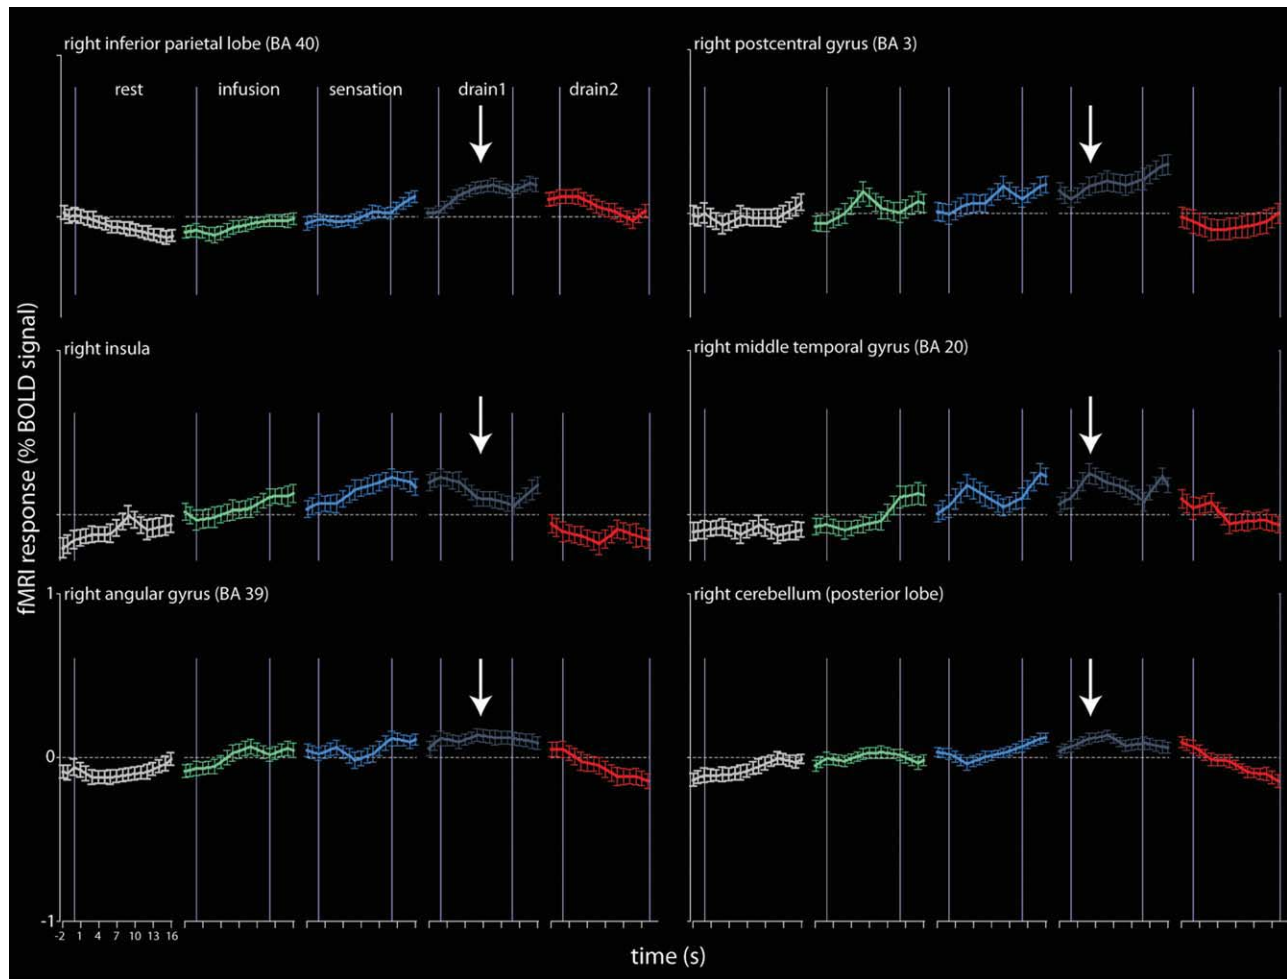 right inferior parietal lobe (BA 40)
right postcentral gyrus (BA 3)
rest infusion sensation drain1 drain2
right insula
right middle temporal gyrus (BA 20)
fMRI response (% BOLD signal)
right angular gyrus (BA 39)
right cerebellum (posterior lobe)
1
0
-1
-2 1 4 7 10 13 16
time (s)